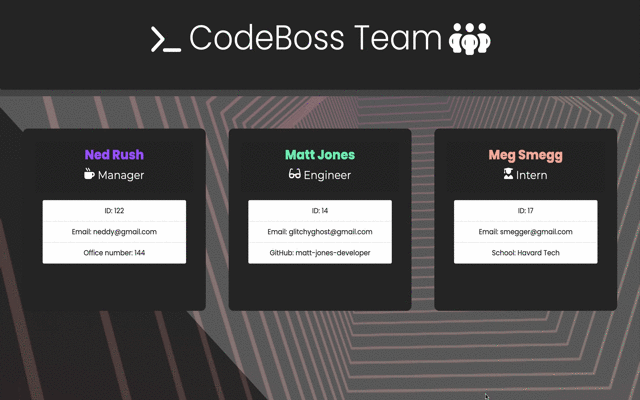 CodeBoss Team
Ned Rush
Manager
ID: 122
Email: neddy@gmail.com
Office number: 144
Matt Jones
Engineer
ID: 14
Email: glitchyghost@gmail.com
GitHub: matt-jones-developer
Meg Smegg
Intern
ID: 17
Email: smegger@gmail.com
School: Havard Tech